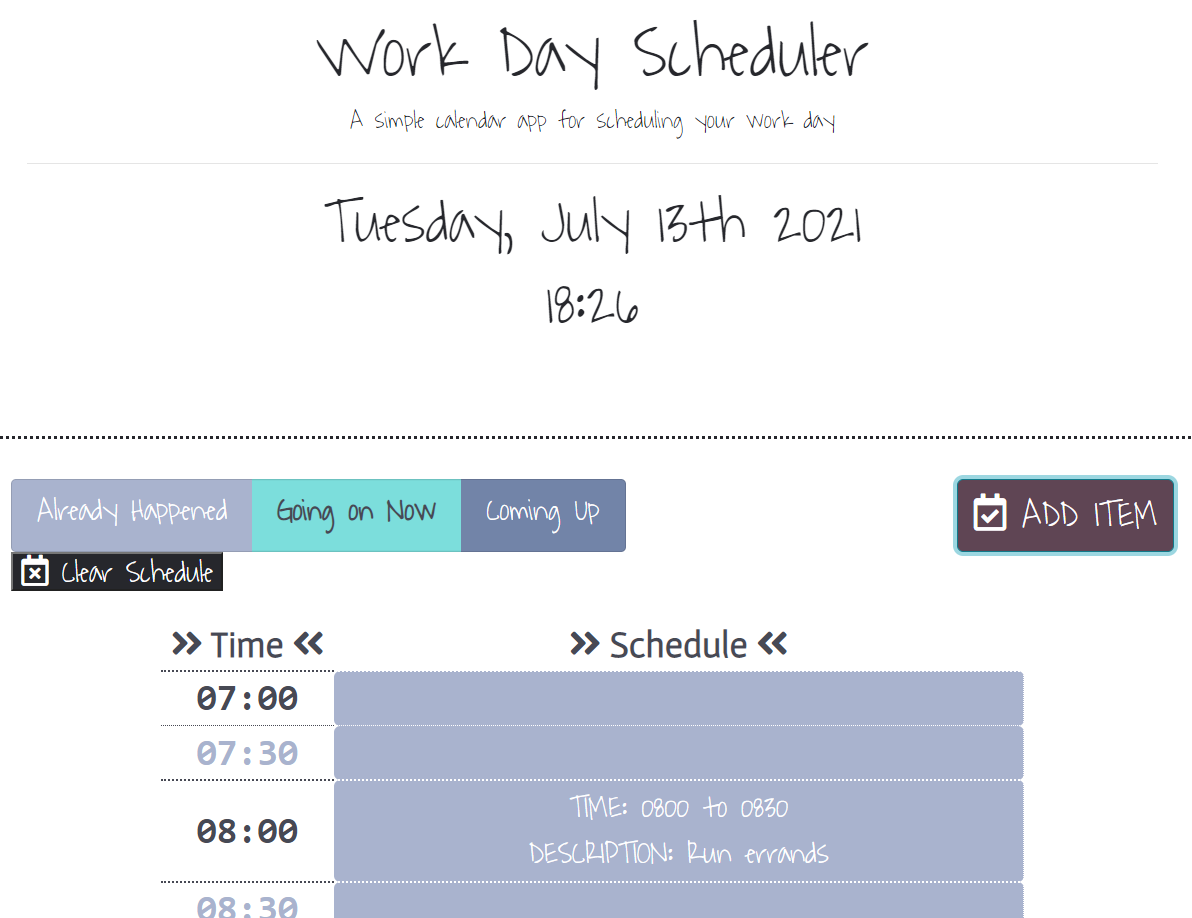 Work Day Scheduler
A simple calendar app for scheduling your work day
Tuesday, July 13th 2021
18:26
Already Happened Going on Now Coming Up
ADD ITEM
Clear Schedule
Time Schedule
07:00
07:30
08:00
TIME: 0800 to 0830
DESCRIPTION: Run errands
08:30